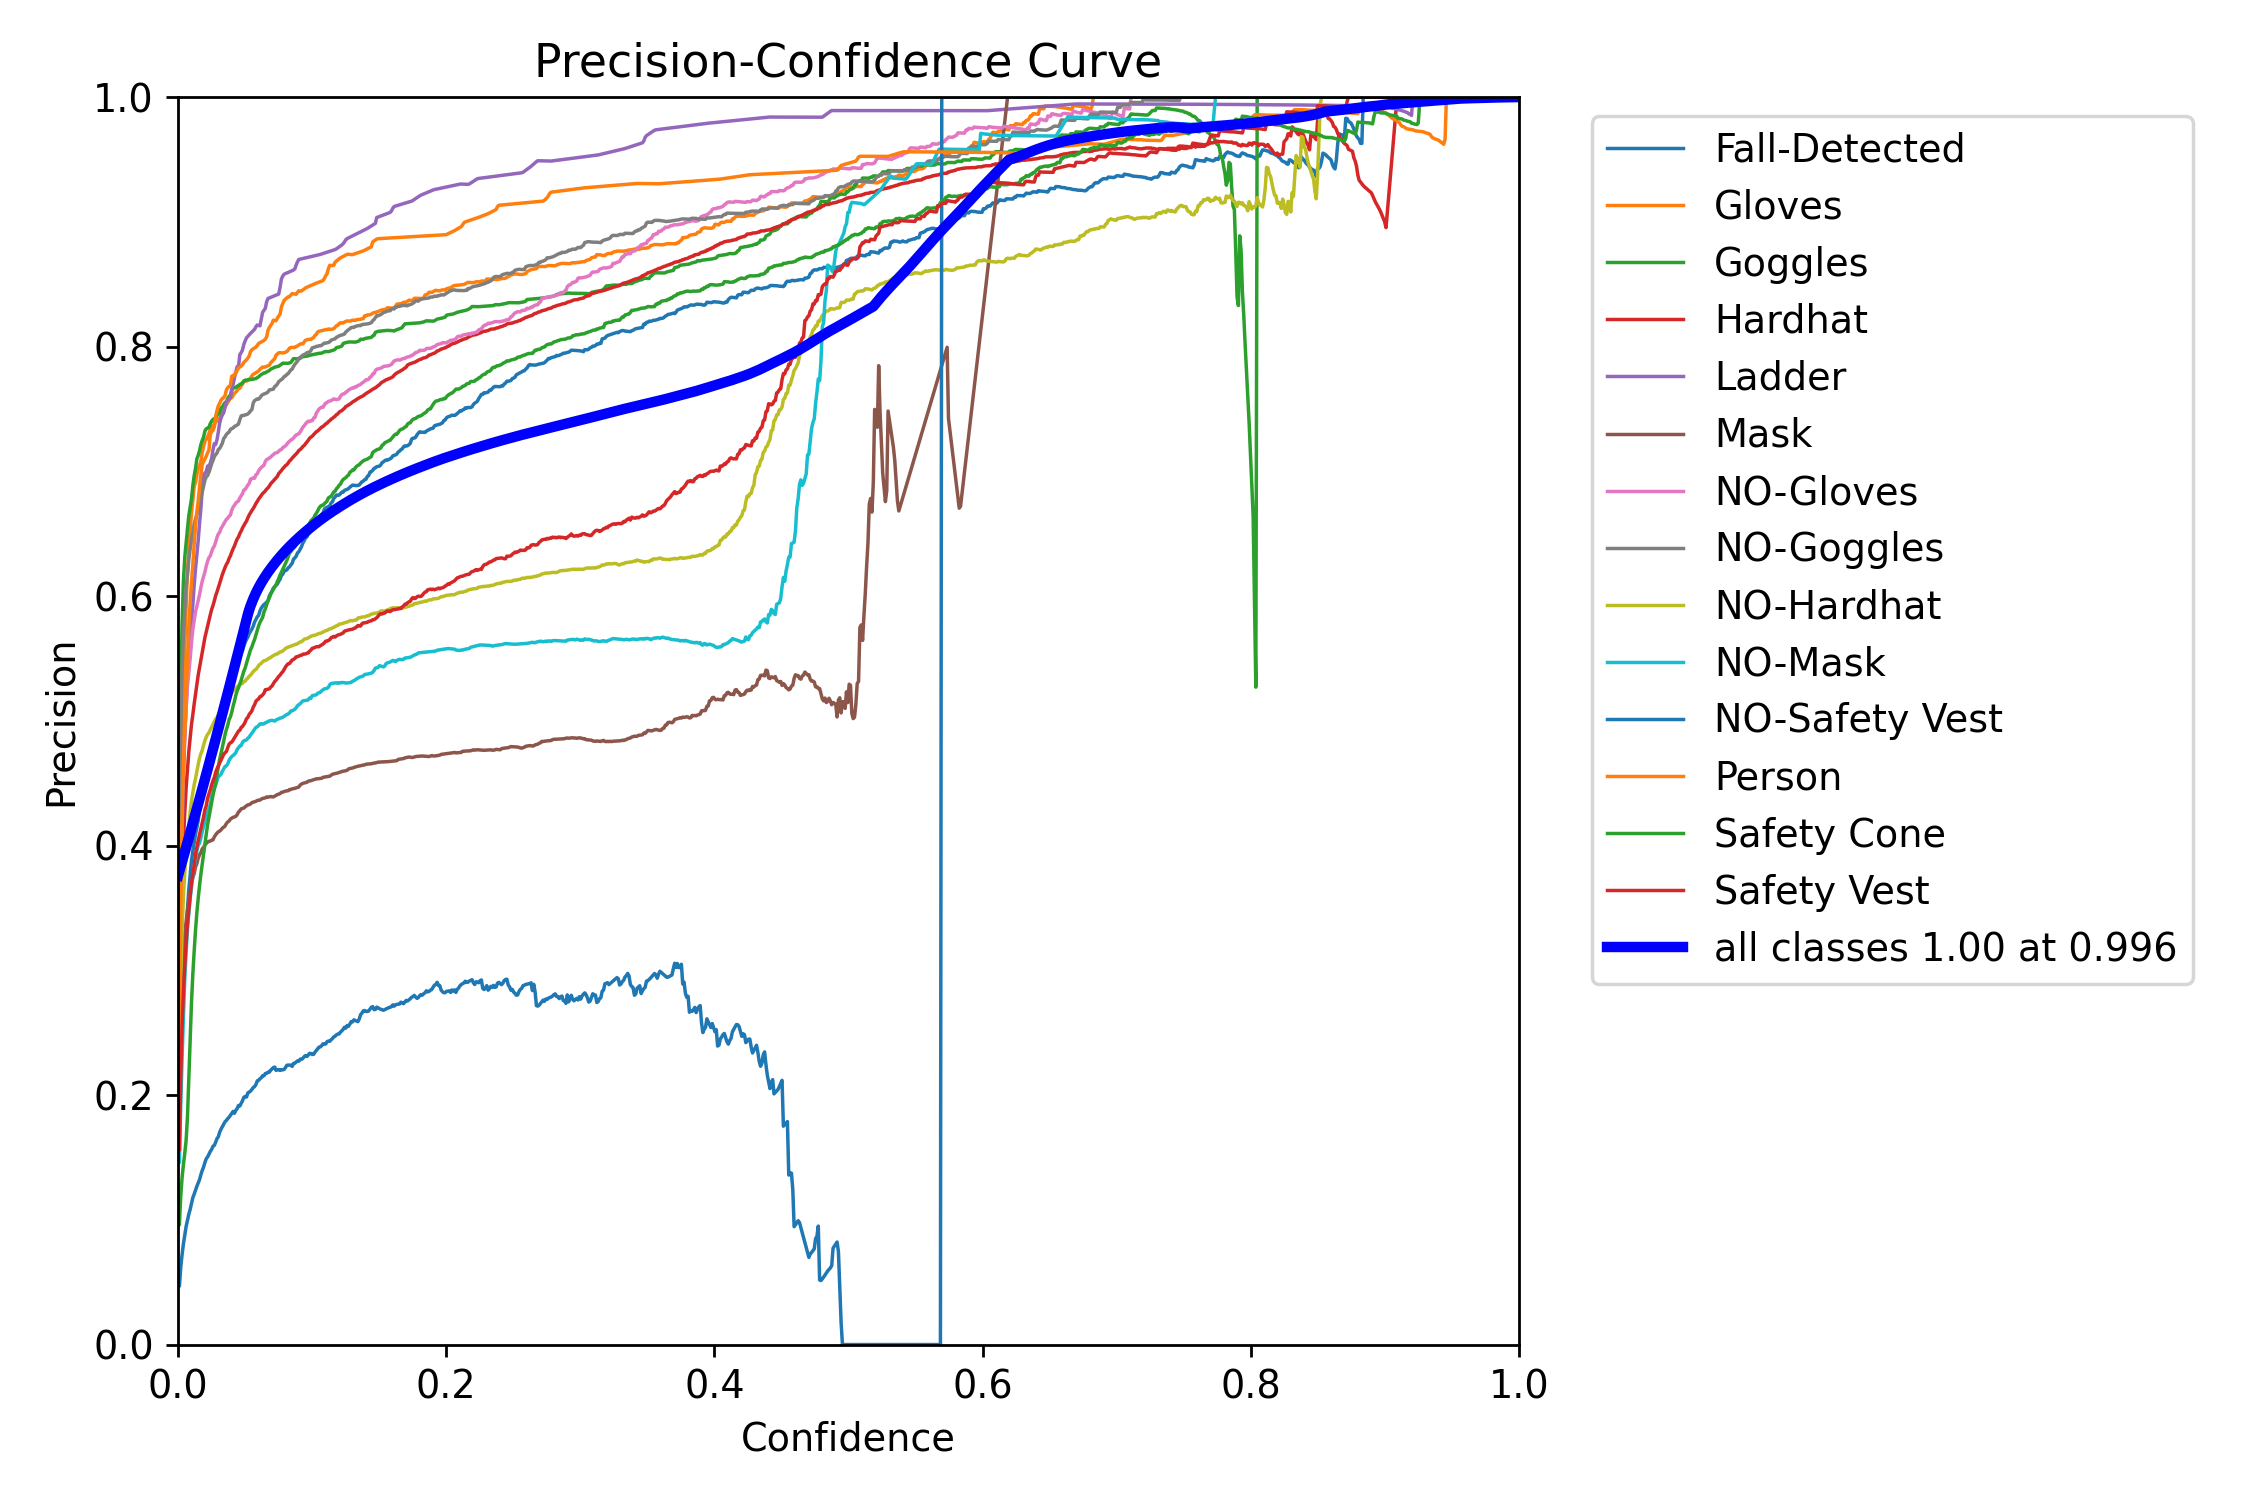 Precision-Confidence Curve
1.0
0.8
0.6
0.4
0.2
0.0
Precision
0.0 0.2 0.4 0.6 0.8 1.0
Confidence
Fall-Detected
Gloves
Goggles
Hardhat
Ladder
Mask
NO-Gloves
NO-Goggles
NO-Hardhat
NO-Mask
NO-Safety Vest
Person
Safety Cone
Safety Vest
all classes 1.00 at 0.996